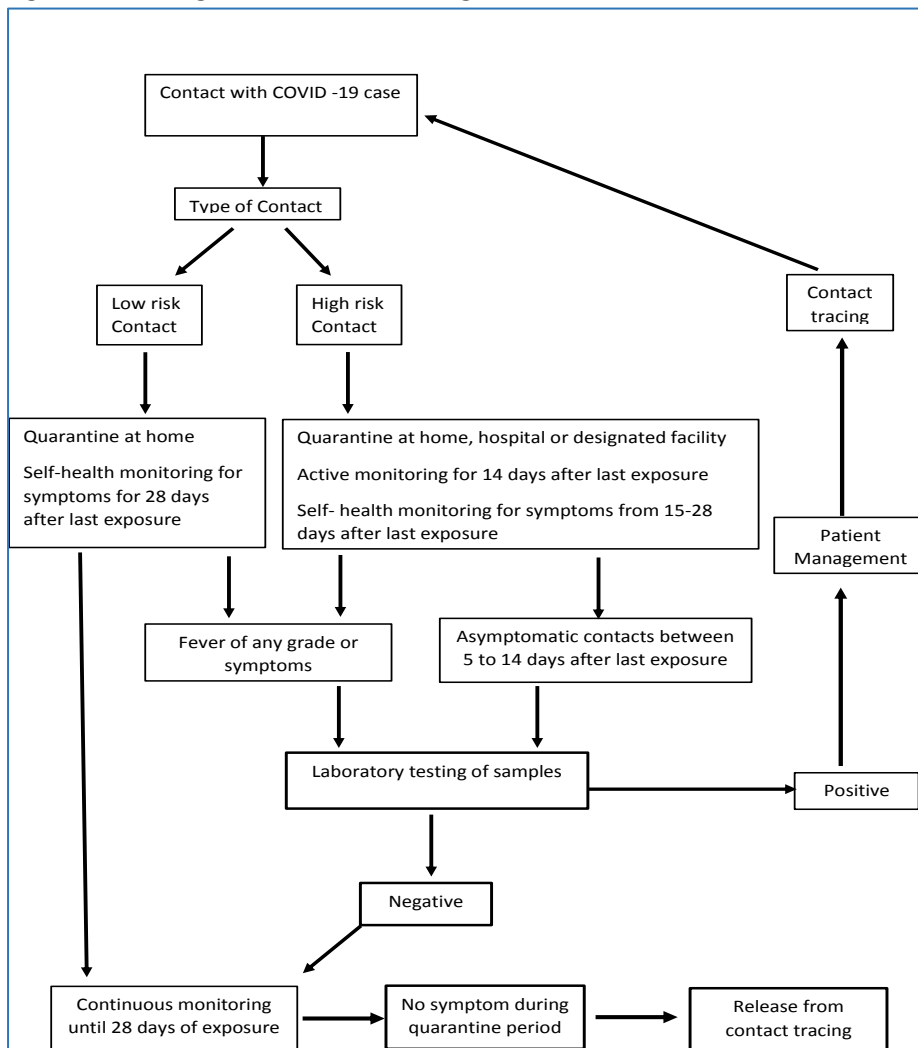 Contact with COVID -19 case
Type of Contact
Low risk
Contact
High risk
Contact
Contact
tracing
Quarantine at home
Self-health monitoring for
symptoms for 28 days
after last exposure
Quarantine at home, hospital or designated facility
Active monitoring for 14 days after last exposure
Self- health monitoring for symptoms from 15-28
days after last exposure
Patient
Management
Fever of any grade or
symptoms
Asymptomatic contacts between
5 to 14 days after last exposure
Laboratory testing of samples
Positive
Negative
Continuous monitoring
until 28 days of exposure
No symptom during
quarantine period
Release from
contact tracing